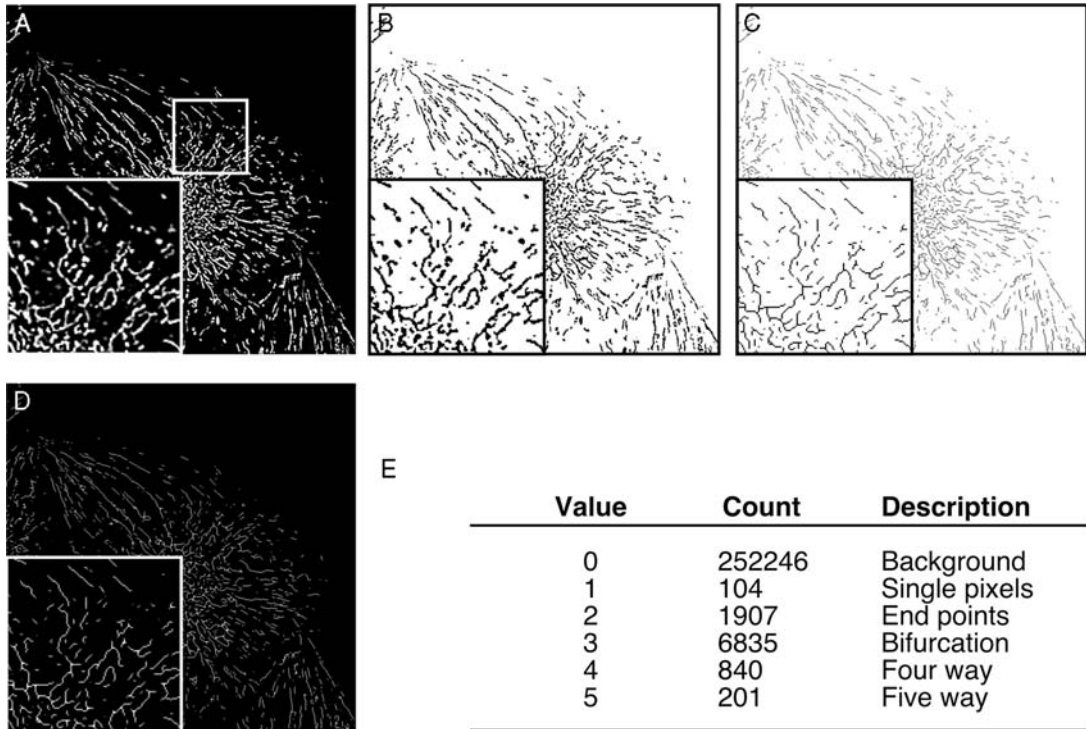 A
B
C
D
E
Value Count Description
0 252246 Background
1 104 Single pixels
2 1907 End points
3 6835 Bifurcation
4 840 Four way
5 201 Five way